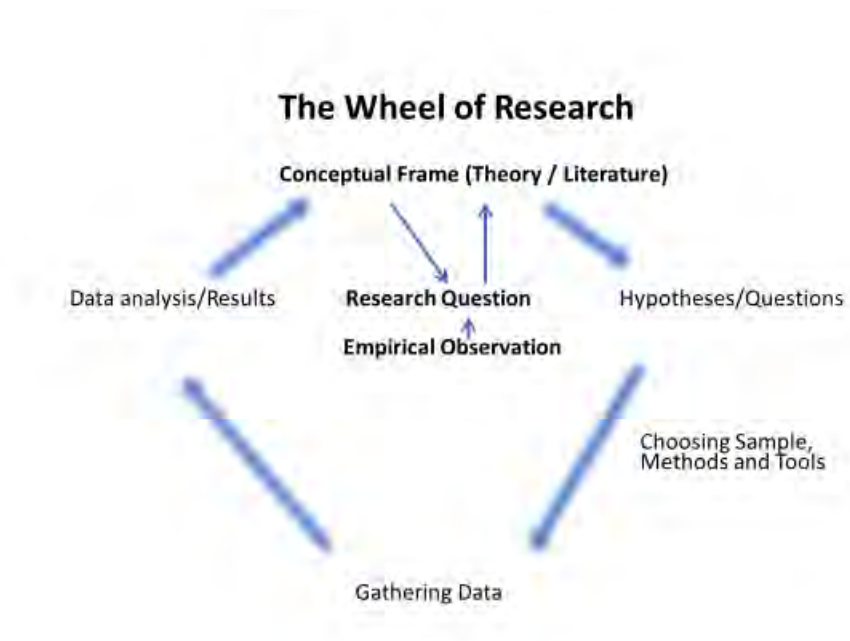 The Wheel of Research
Conceptual Frame (Theory / Literature)
Data analysis/Results
Research Question
Hypotheses/Questions
Empirical Observation
Choosing Sample,
Methods and Tools
Gathering Data